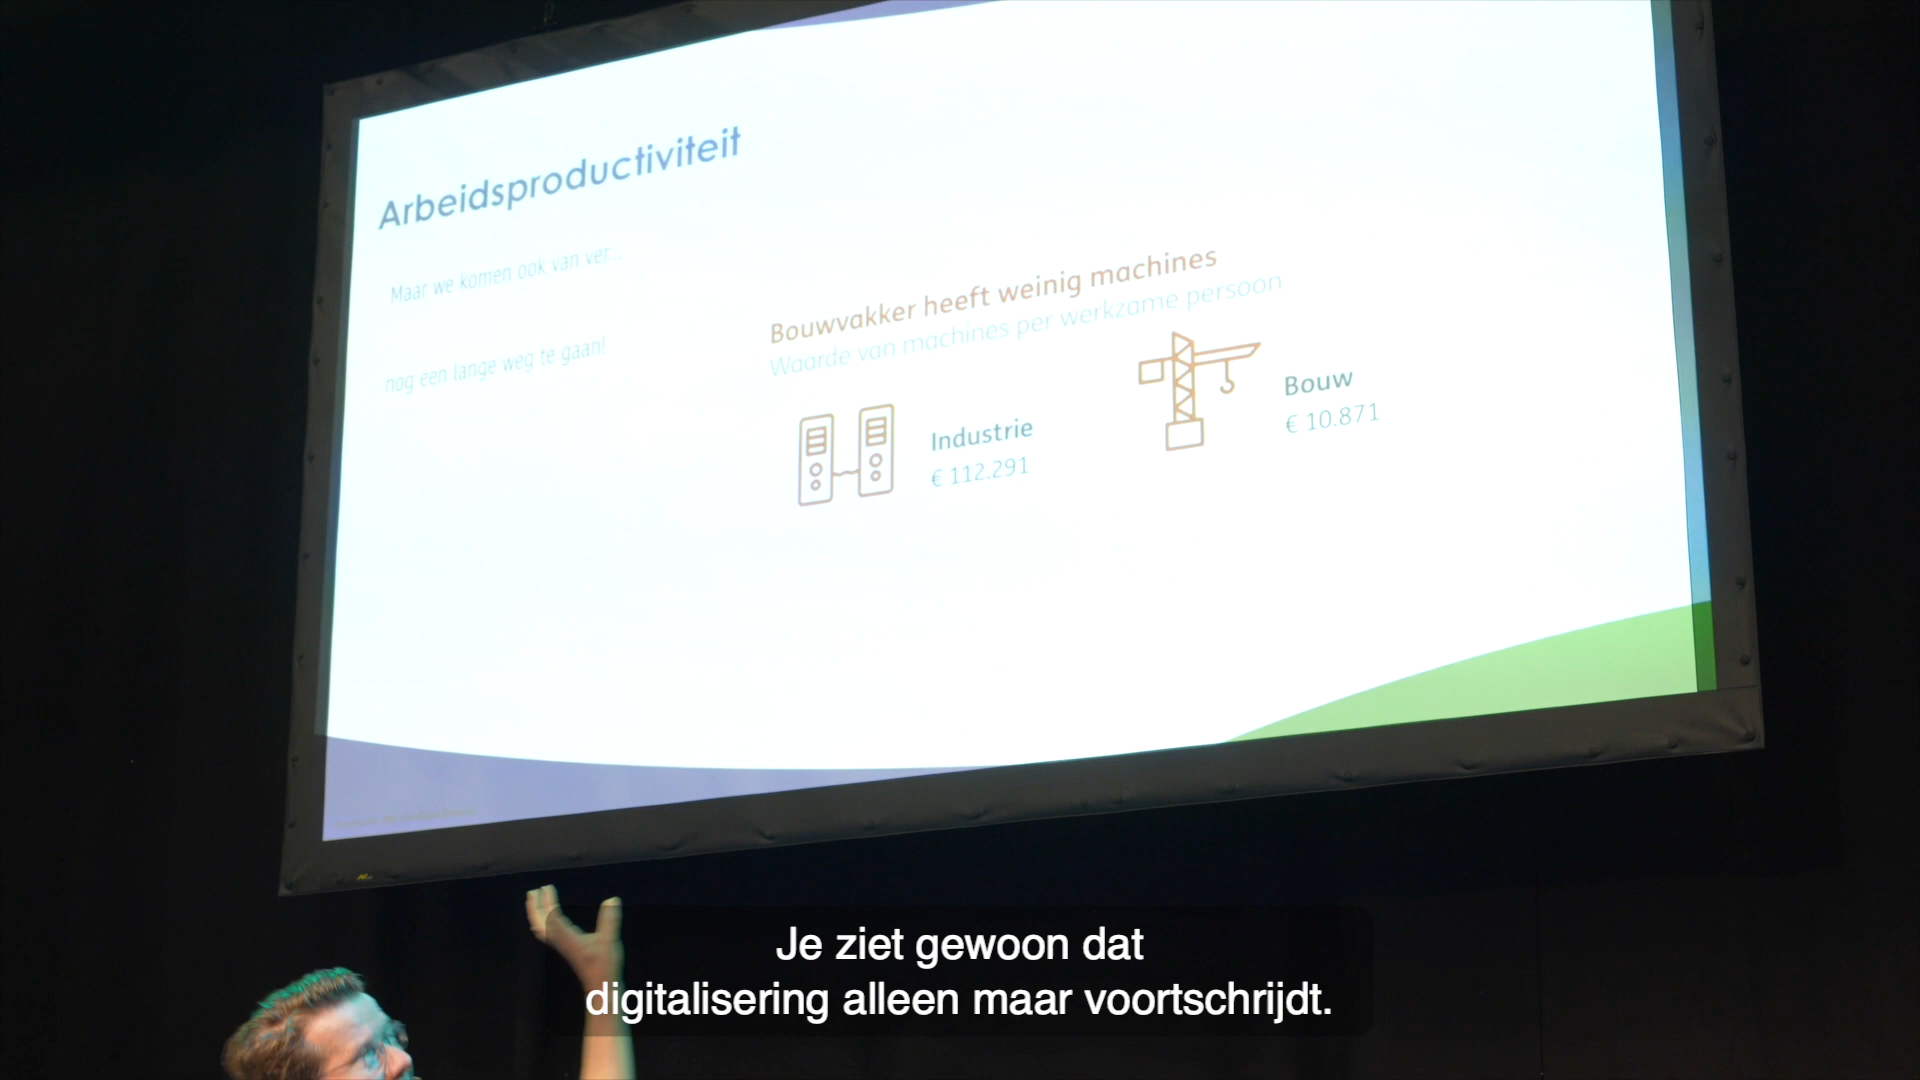 Arbeidsproductiviteit
Maar we komen ook van ver...
nog een lange weg te gaan!
Bouwvakker heeft weinig machines
Waarde van machines per werkzame persoon
Industrie
€ 112.291
Bouw
€ 10.871
Je ziet gewoon dat
digitalisering alleen maar voortschrijdt.